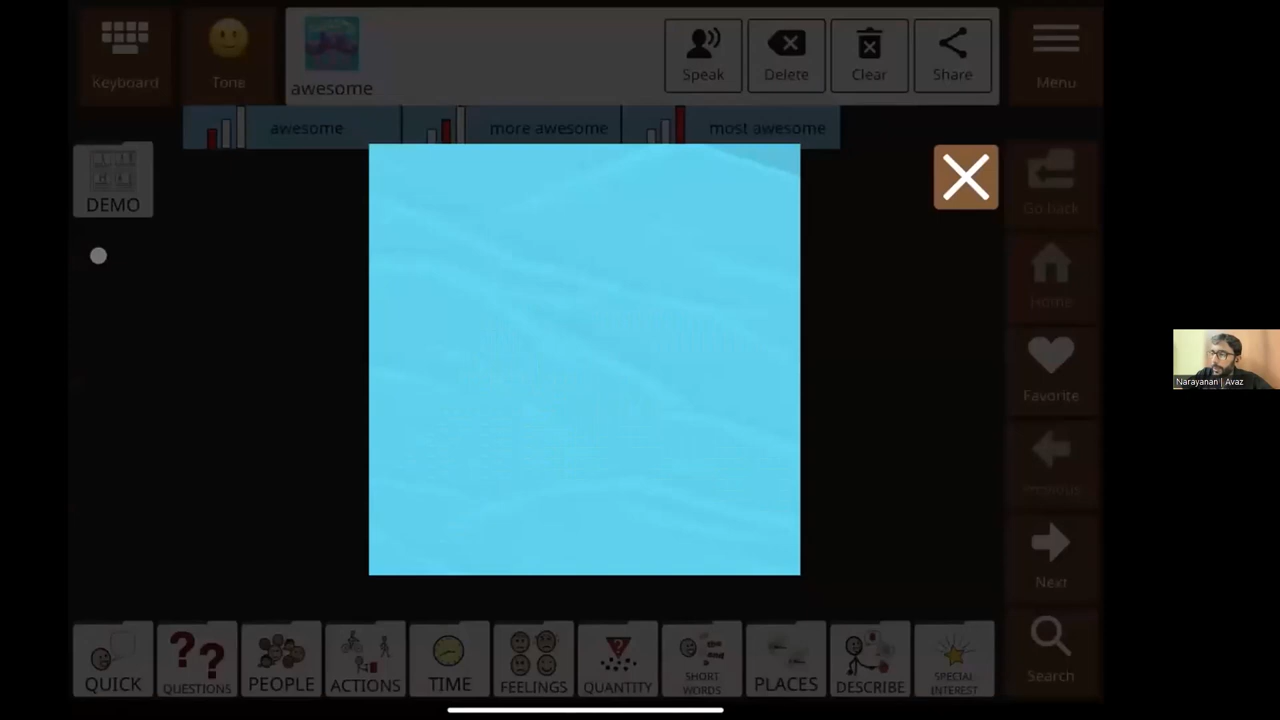 Keyboard
Tone
awesome
Speak
Delete
Clear
Share
Menu
awesome
more awesome
most awesome
DEMO
Go back
Home
Favorite
Previous
Next
Search
Narayanan | Avaz
QUICK
QUESTIONS
PEOPLE
ACTIONS
TIME
FEELINGS
QUANTITY
SHORT
WORDS
PLACES
DESCRIBE
SPECIAL
INTEREST